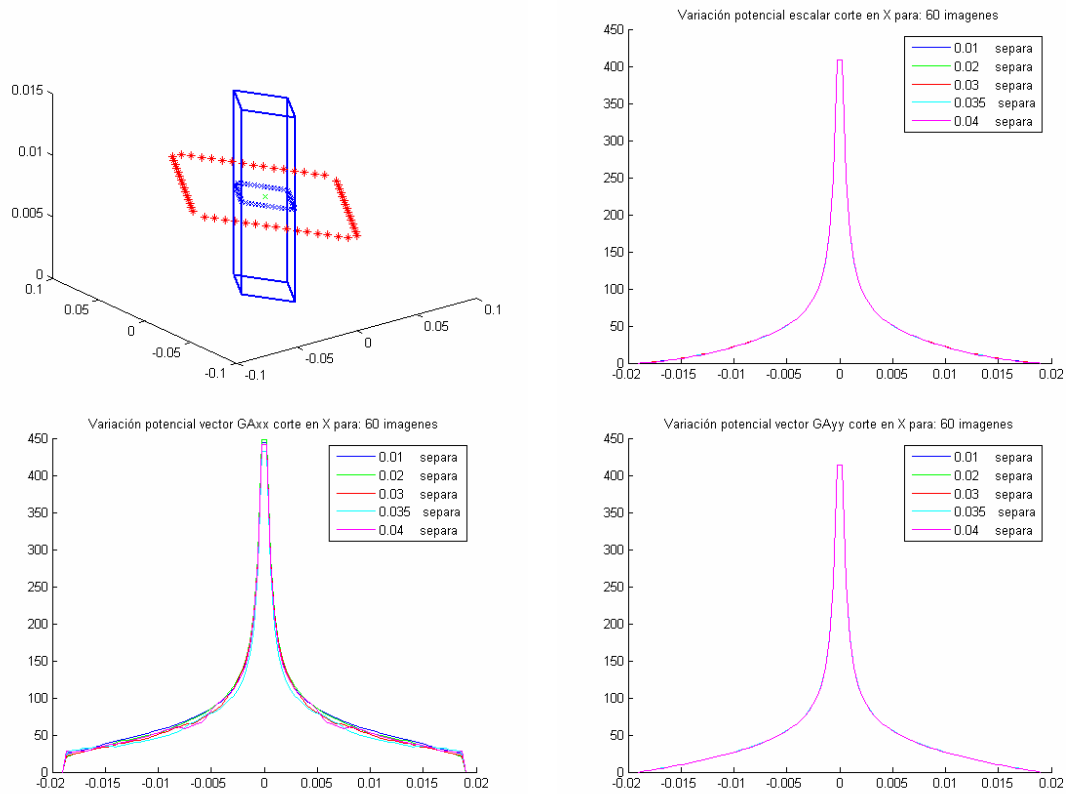 0.015
0.01
0.005
0
0.1
0.05
0
-0.05
-0.1
-0.1
-0.05
0
0.05
0.1
Variación potencial escalar corte en X para: 60 imagenes
450
400
350
300
250
200
150
100
50
0
-0.02 -0.015 -0.01 -0.005 0 0.005 0.01 0.015 0.02
0.01 separa
0.02 separa
0.03 separa
0.035 separa
0.04 separa
Variación potencial vector GAxx corte en X para: 60 imagenes
450
400
350
300
250
200
150
100
50
0
-0.02 -0.015 -0.01 -0.005 0 0.005 0.01 0.015 0.02
0.01 separa
0.02 separa
0.03 separa
0.035 separa
0.04 separa
Variación potencial vector GAyy corte en X para: 60 imagenes
450
400
350
300
250
200
150
100
50
0
-0.02 -0.015 -0.01 -0.005 0 0.005 0.01 0.015 0.02
0.01 separa
0.02 separa
0.03 separa
0.035 separa
0.04 separa